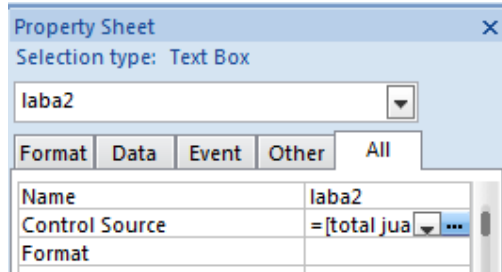 Property Sheet
Selection type: Text Box
laba2
Format Data Event Other All
Name laba2
Control Source =[total jua
Format